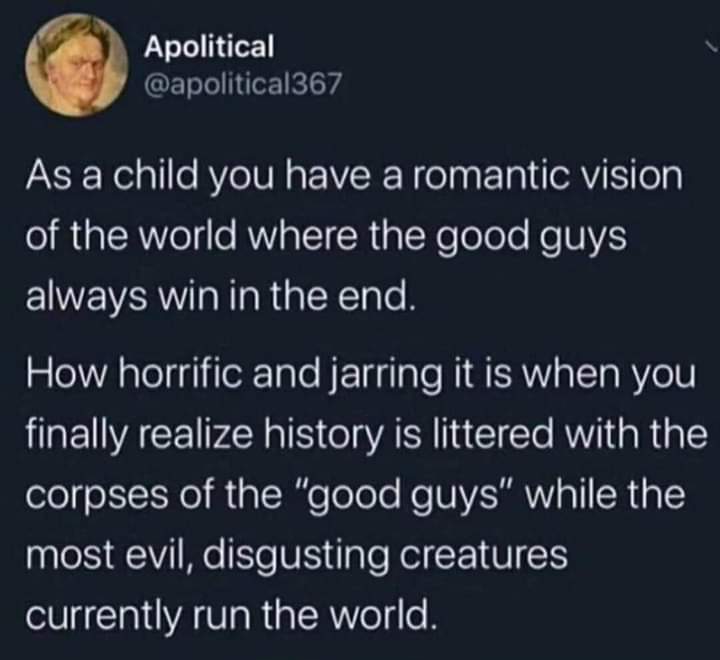 Apolitical
@apolitical367
As a child you have a romantic vision
of the world where the good guys
always win in the end.
How horrific and jarring it is when you
finally realize history is littered with the
corpses of the "good guys" while the
most evil, disgusting creatures
currently run the world.